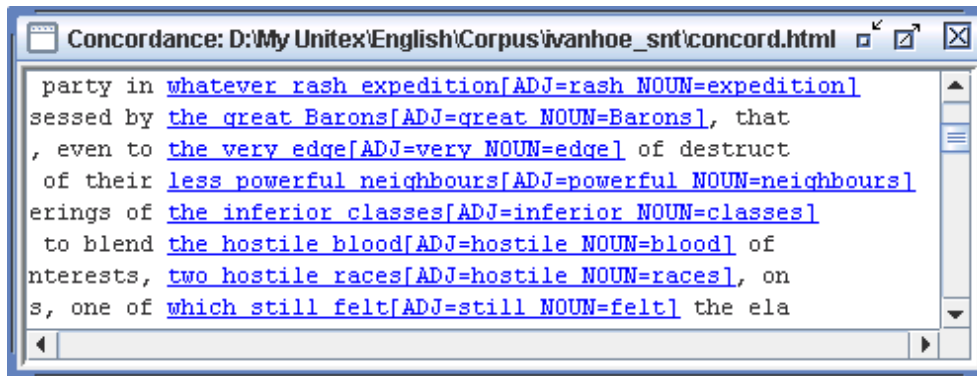 Concordance: D:\My Unitex\English\Corpus\ivanhoe_snt\concord.html
party in whatever rash expedition[ADJ=rash NOUN=expedition]
sessed by the great Barons[ADJ=great NOUN=Barons], that
, even to the very edge[ADJ=very NOUN=edge] of destruct
of their less powerful neighbours[ADJ=powerful NOUN=neighbours]
erings of the inferior classes[ADJ=inferior NOUN=classes]
to blend the hostile blood[ADJ=hostile NOUN=blood] of
nterests, two hostile races[ADJ=hostile NOUN=races], on
s, one of which still felt[ADJ=still NOUN=felt] the ela